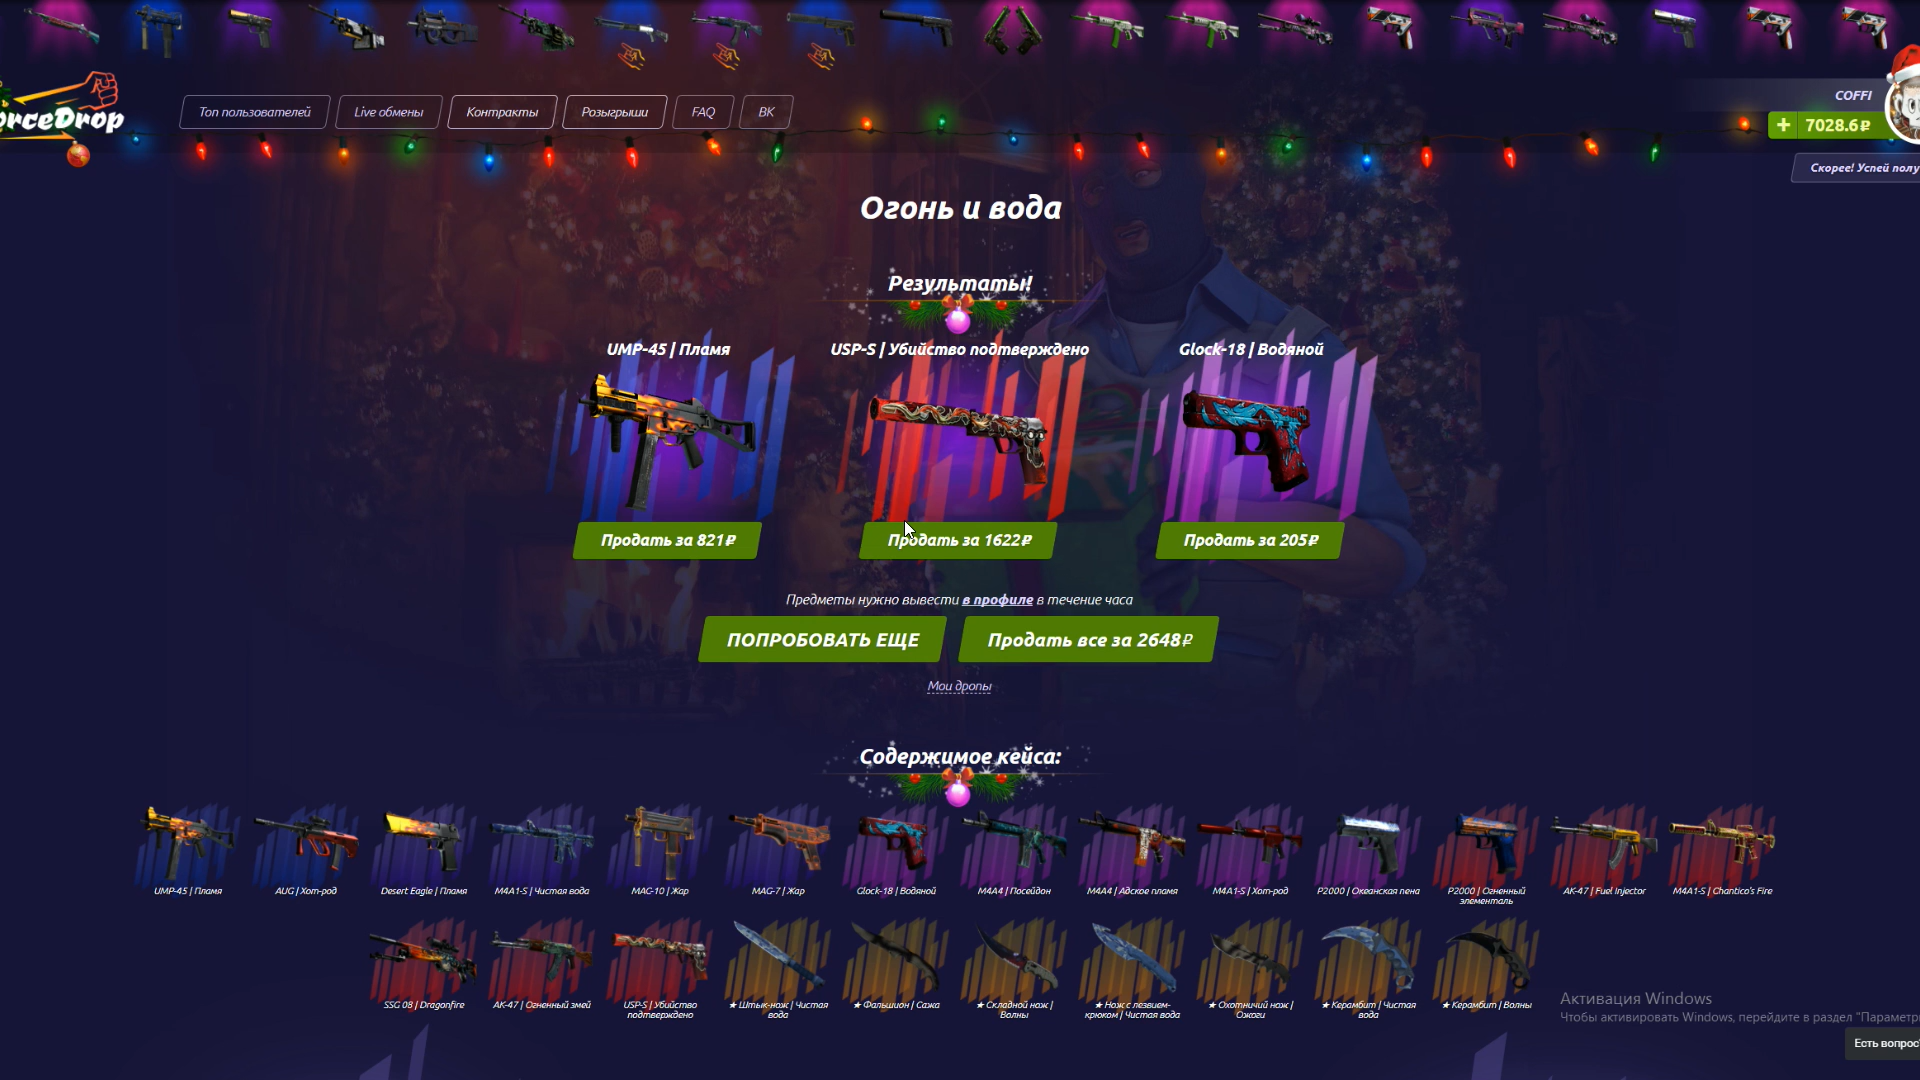 Топ пользователей
Live обмены
Контракты
Розыгрыши
FAQ
ВК
COFFI
+ 7028.6₽
orceDrop
Скорее! Успей полу
Огонь и вода
Результаты!
UMP-45 | Пламя
USP-S | Убийство подтверждено
Glock-18 | Водяной
Продать за 821₽
Продать за 1622₽
Продать за 205₽
Предметы нужно вывести в профиле в течение часа
ПОПРОБОВАТЬ ЕЩЕ
Продать все за 2648₽
Мои дропы
Содержимое кейса:
UMP-45 | Пламя
AUG | Хот-род
Desert Eagle | Пламя
M4A1-S | Чистая вода
MAC-10 | Жар
MAG-7 | Жар
Glock-18 | Водяной
M4A4 | Посейдон
M4A4 | Адское пламя
M4A1-S | Хот-род
P2000 | Океанская пена
P2000 | Огненный
элементаль
AK-47 | Fuel Injector
M4A1-S | Chantico's Fire
SSG 08 | Dragonfire
AK-47 | Огненный змей
USP-S | Убийство
подтверждено
★ Штык-нож | Чистая
вода
★ Фальшион | Сажа
★ Складной нож |
Волны
★ Нож с лезвием-
крюком | Чистая вода
★ Охотничий нож |
Ожоги
★ Керамбит | Чистая
вода
★ Керамбит | Волны
Активация Windows
Чтобы активировать Windows, перейдите в раздел "Параметр
Есть вопрос